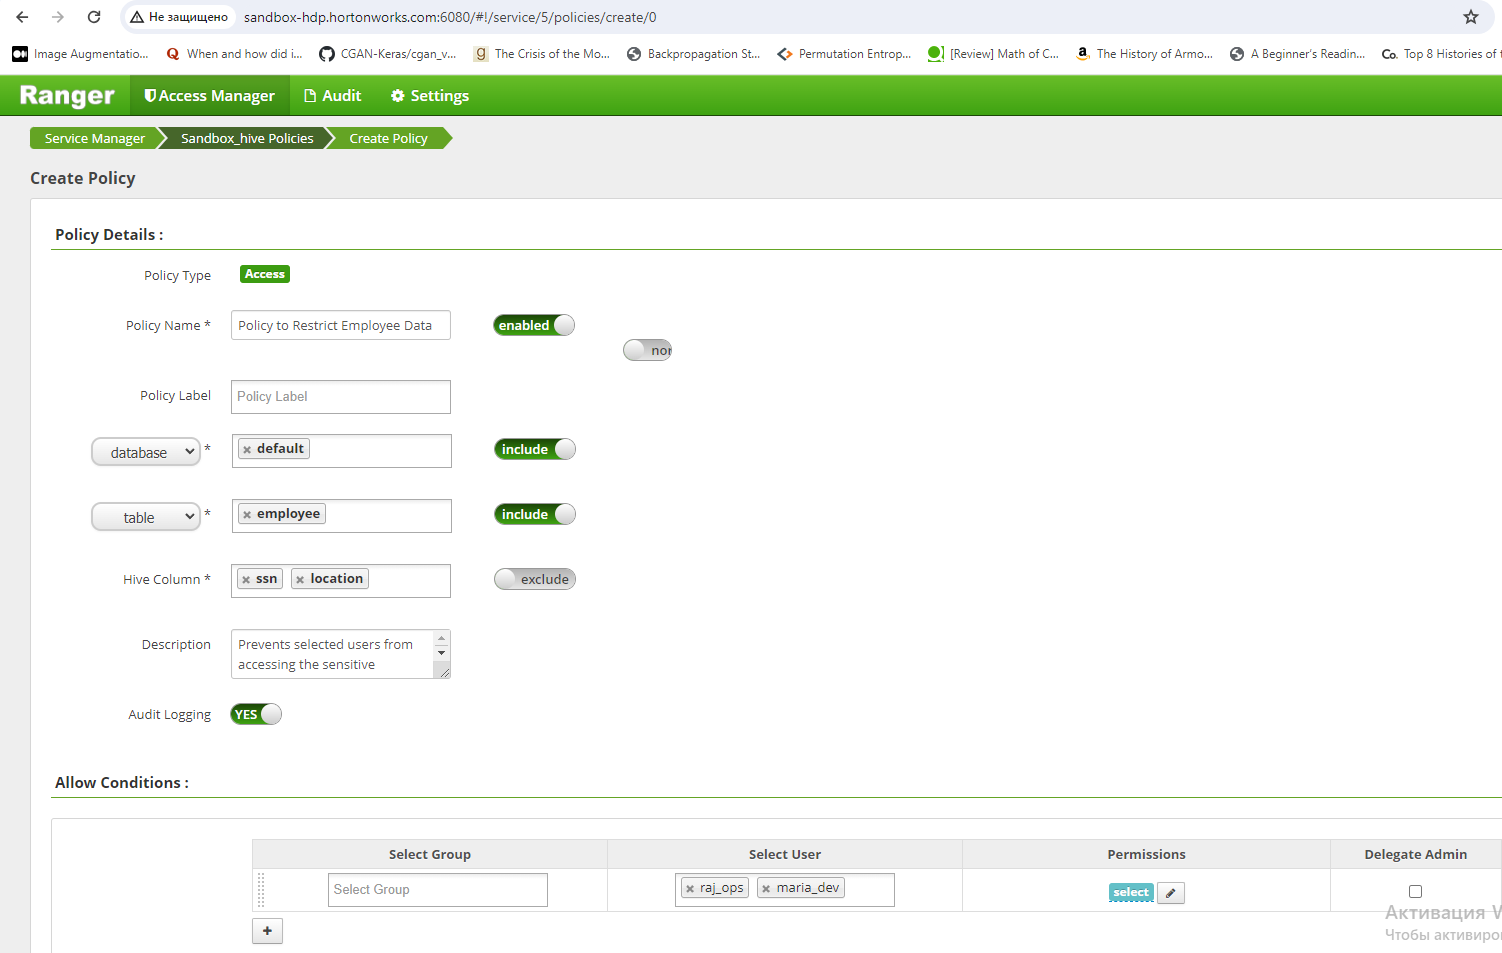 Не защищено
sandbox-hdp.hortonworks.com:6080/#!/service/5/policies/create/0
Image Augmentatio...
Q When and how did i...
CGAN-Keras/cgan_v...
g The Crisis of the Mo...
Backpropagation St...
Permutation Entrop...
[Review] Math of C...
a The History of Armo...
A Beginner's Readin...
Co. Top 8 Histories of t
Ranger
Access Manager
Audit
Settings
Service Manager
Sandbox_hive Policies
Create Policy
Create Policy
Policy Details :
Policy Type
Access
Policy Name *
Policy to Restrict Employee Data
enabled
nor
Policy Label
Policy Label
database *
× default
include
table *
× employee
include
Hive Column *
× ssn × location
exclude
Description
Prevents selected users from
accessing the sensitive
Audit Logging
YES
Allow Conditions :
Select Group
Select User
Permissions
Delegate Admin
Select Group
× raj_ops × maria_dev
select
+
Активация W
Чтобы активиро